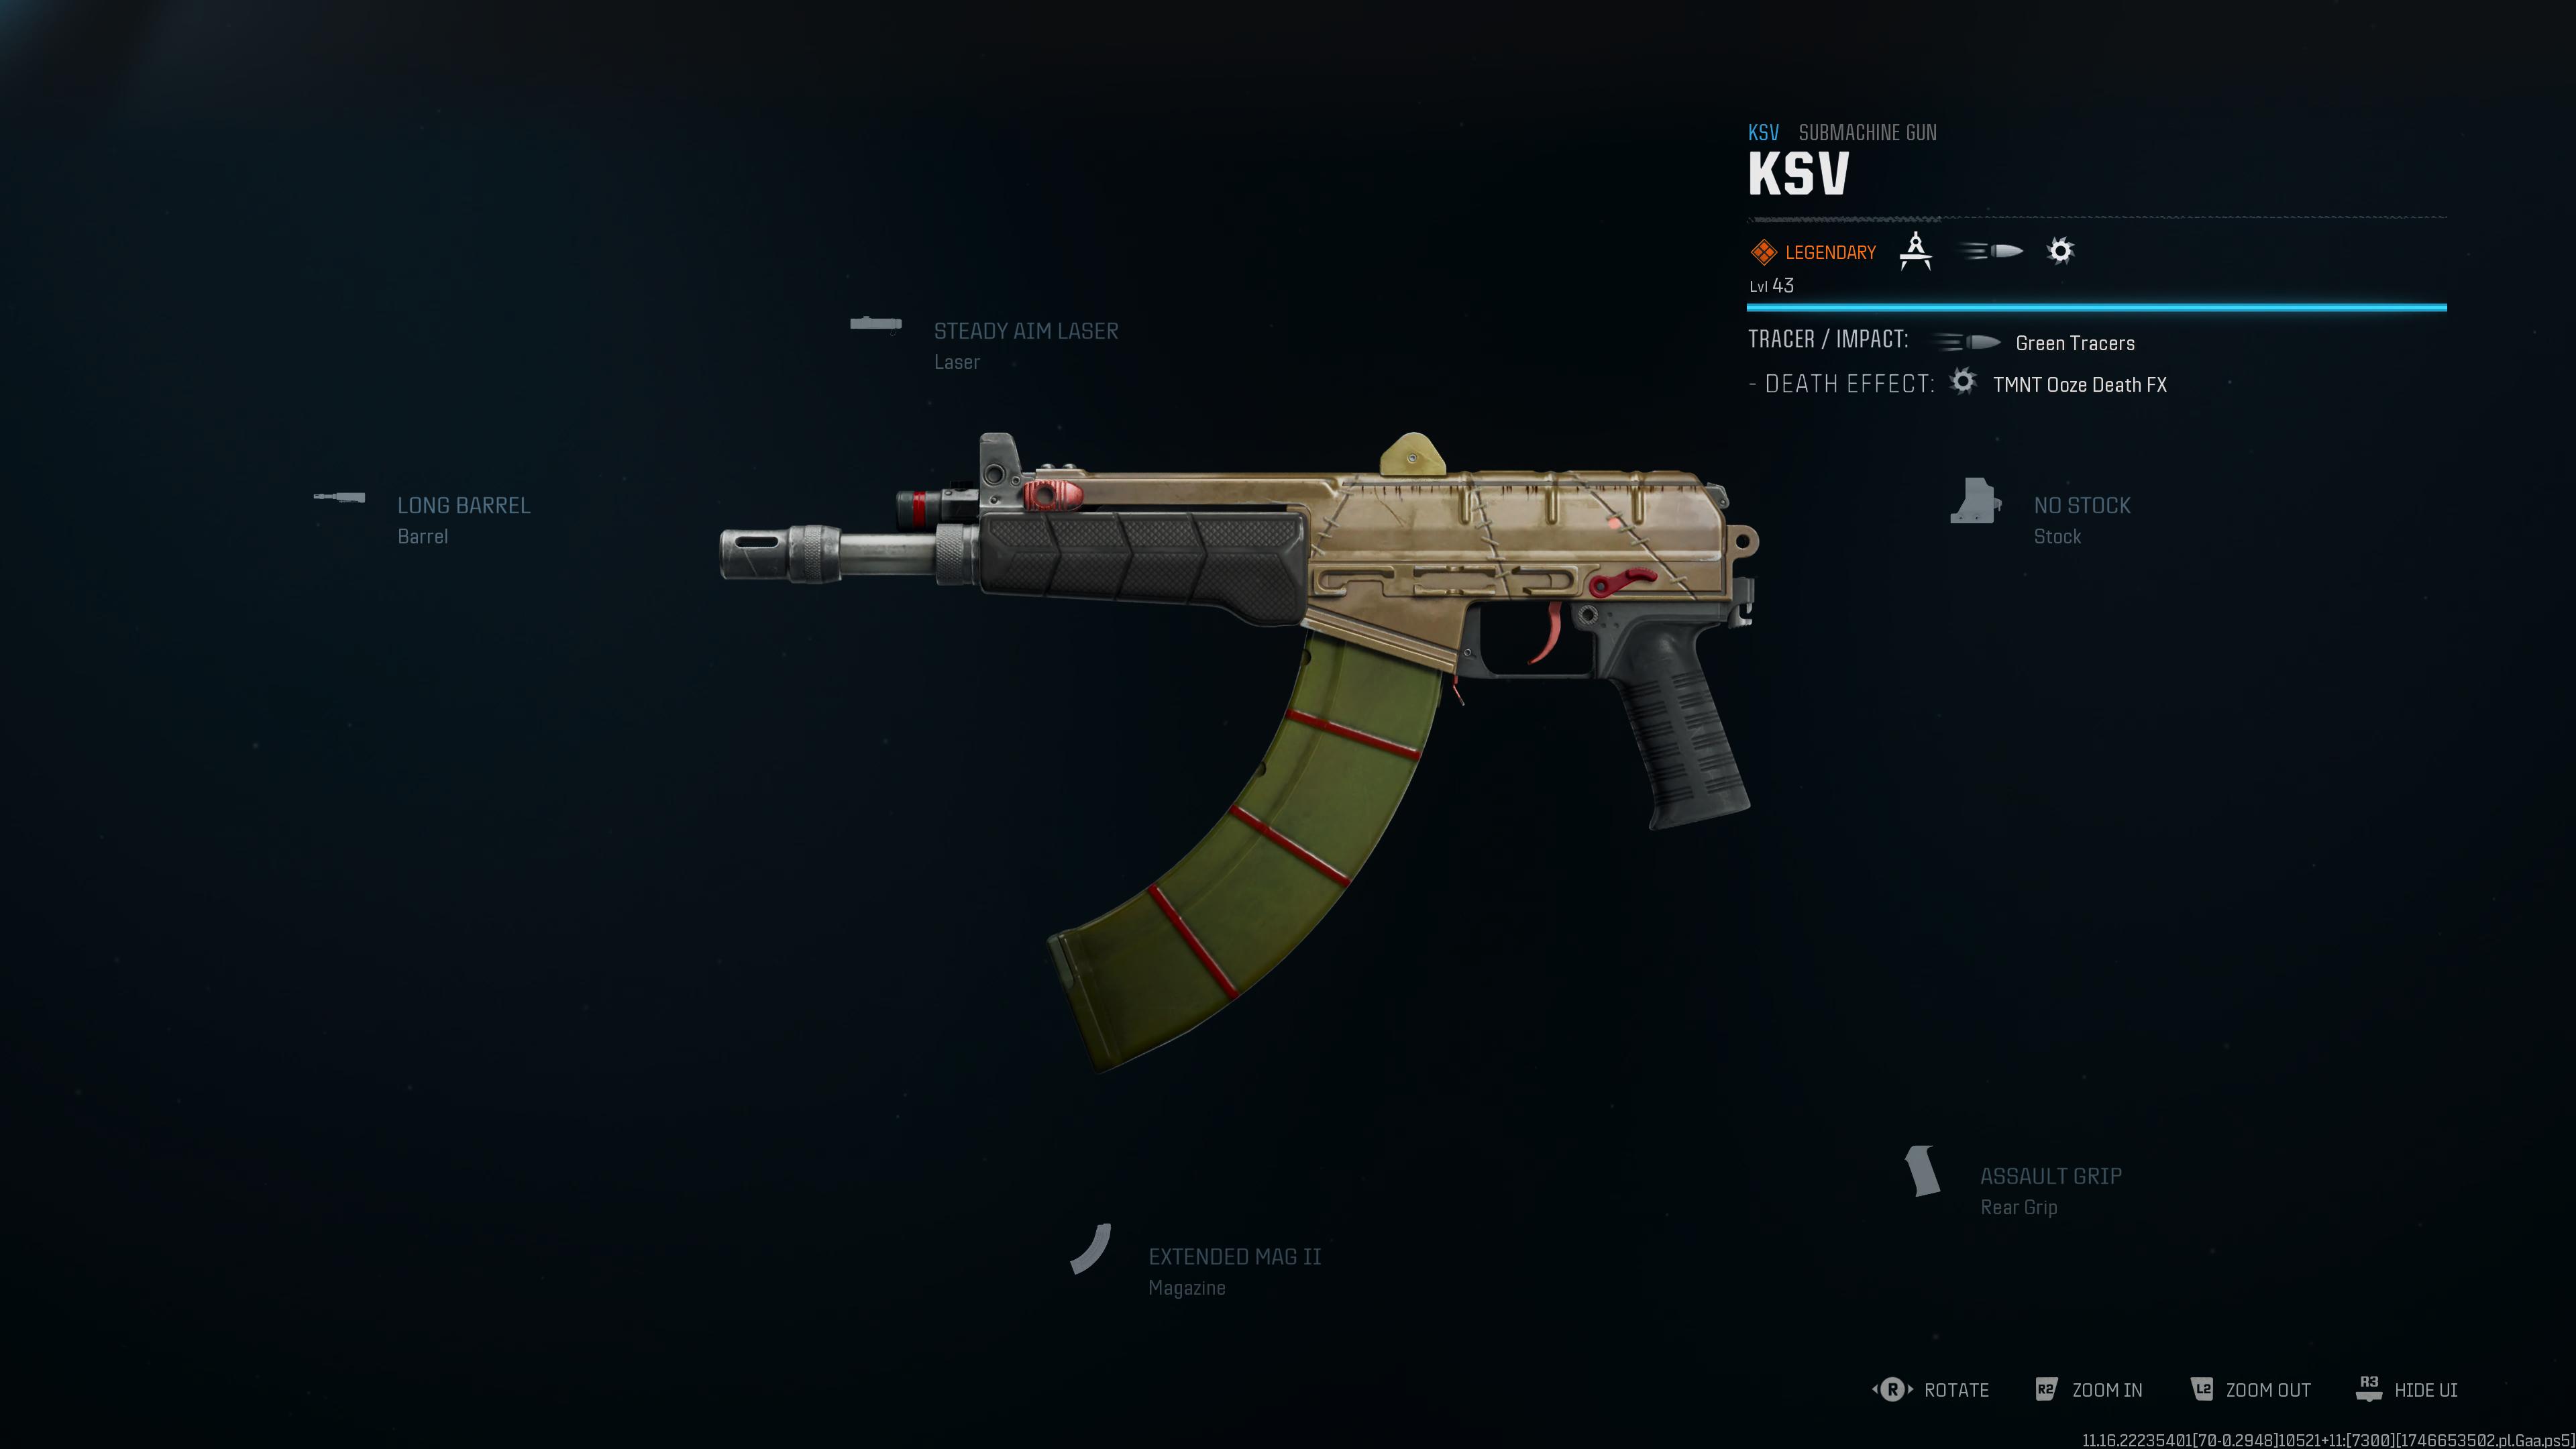 KSV SUBMACHINE GUN
KSV
LEGENDARY
Lvl 43
TRACER / IMPACT: Green Tracers
- DEATH EFFECT: TMNT Ooze Death FX
STEADY AIM LASER
Laser
LONG BARREL
Barrel
NO STOCK
Stock
ASSAULT GRIP
Rear Grip
EXTENDED MAG II
Magazine
R ROTATE R2 ZOOM IN L2 ZOOM OUT R3 HIDE UI
11.16.22235401[70-0.2948]10521+11:[7300][1746653502.pl.Gaa.ps5]